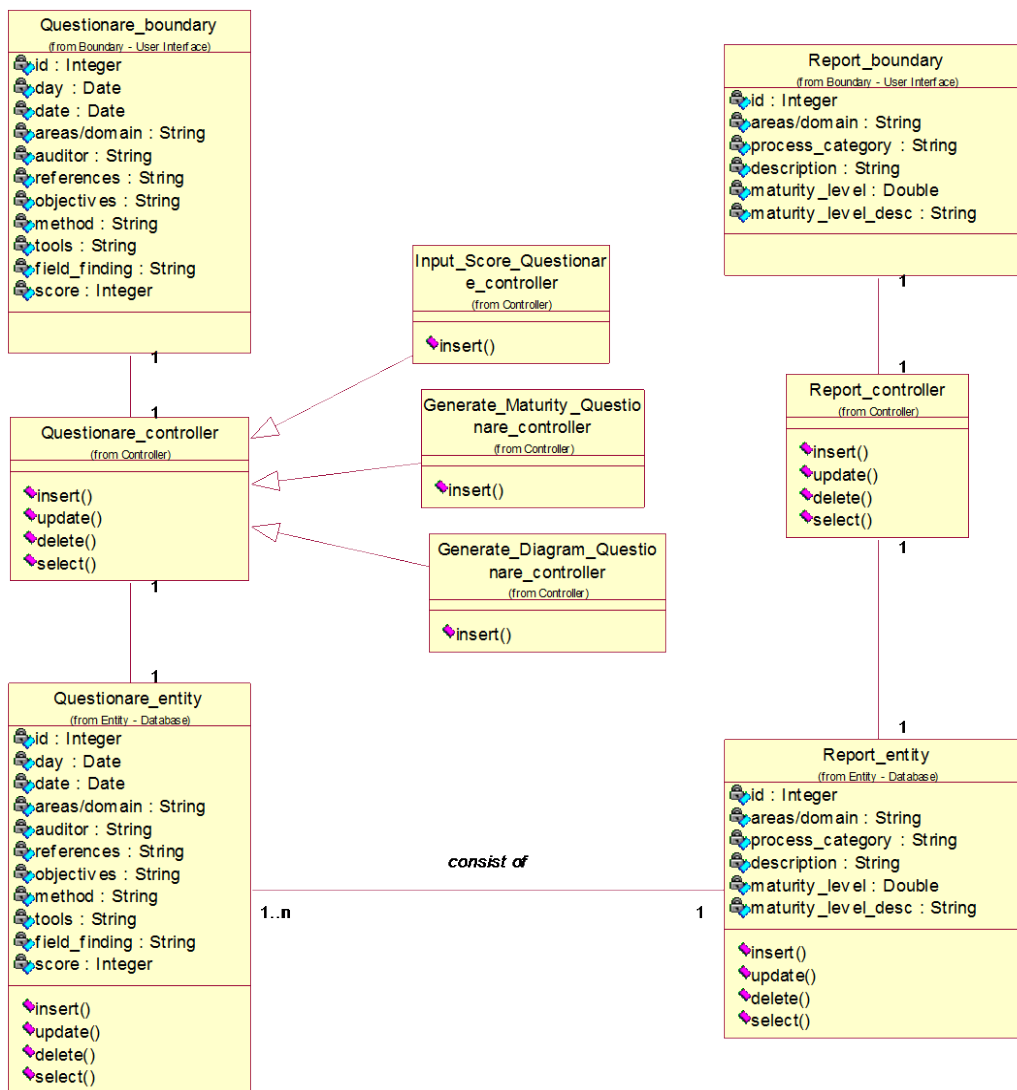 Questionare_boundary
(from Boundary - User Interface)
id : Integer
day : Date
date : Date
areas/domain : String
auditor : String
references : String
objectives : String
method : String
tools : String
field_finding : String
score : Integer
1
1
Questionare_controller
(from Controller)
insert()
update()
delete()
select()
1
1
Questionare_entity
(from Entity - Database)
id : Integer
day : Date
date : Date
areas/domain : String
auditor : String
references : String
objectives : String
method : String
tools : String
field_finding : String
score : Integer
insert()
update()
delete()
select()
Input_Score_Questionar
e_controller
(from Controller)
insert()
Generate_Maturity_Questio
nare_controller
(from Controller)
insert()
Generate_Diagram_Questio
nare_controller
(from Controller)
insert()
consist of
1..n
1
Report_boundary
(from Boundary - User Interface)
id : Integer
areas/domain : String
process_category : String
description : String
maturity_level : Double
maturity_level_desc : String
1
1
Report_controller
(from Controller)
insert()
update()
delete()
select()
1
1
Report_entity
(from Entity - Database)
id : Integer
areas/domain : String
process_category : String
description : String
maturity_level : Double
maturity_level_desc : String
insert()
update()
delete()
select()